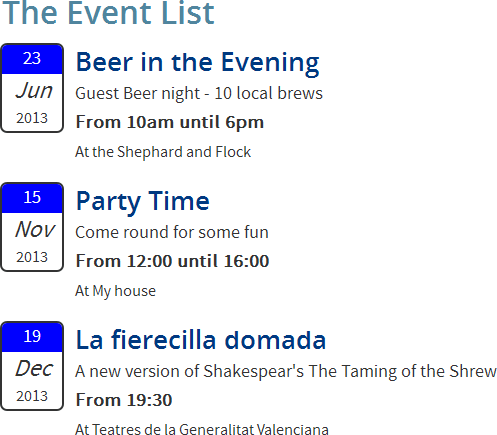 The Event List
23
Jun
2013
Beer in the Evening
Guest Beer night - 10 local brews
From 10am until 6pm
At the Shephard and Flock
15
Nov
2013
Party Time
Come round for some fun
From 12:00 until 16:00
At My house
19
Dec
2013
La fierecilla domada
A new version of Shakespear's The Taming of the Shrew
From 19:30
At Teatres de la Generalitat Valenciana